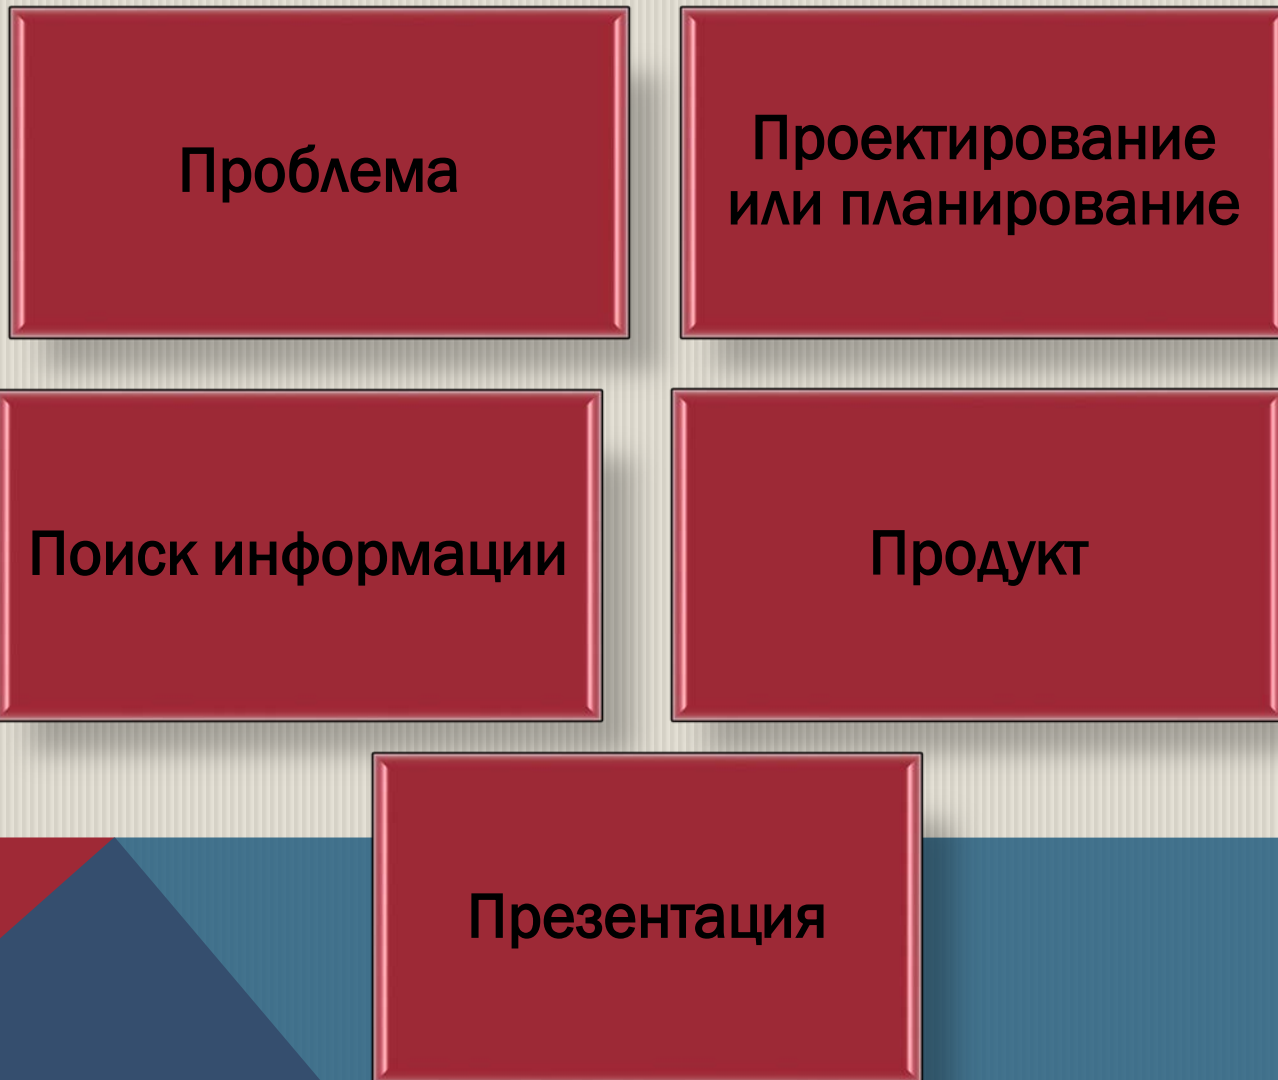 Проблема
Проектирование
или планирование
Поиск информации
Продукт
Презентация